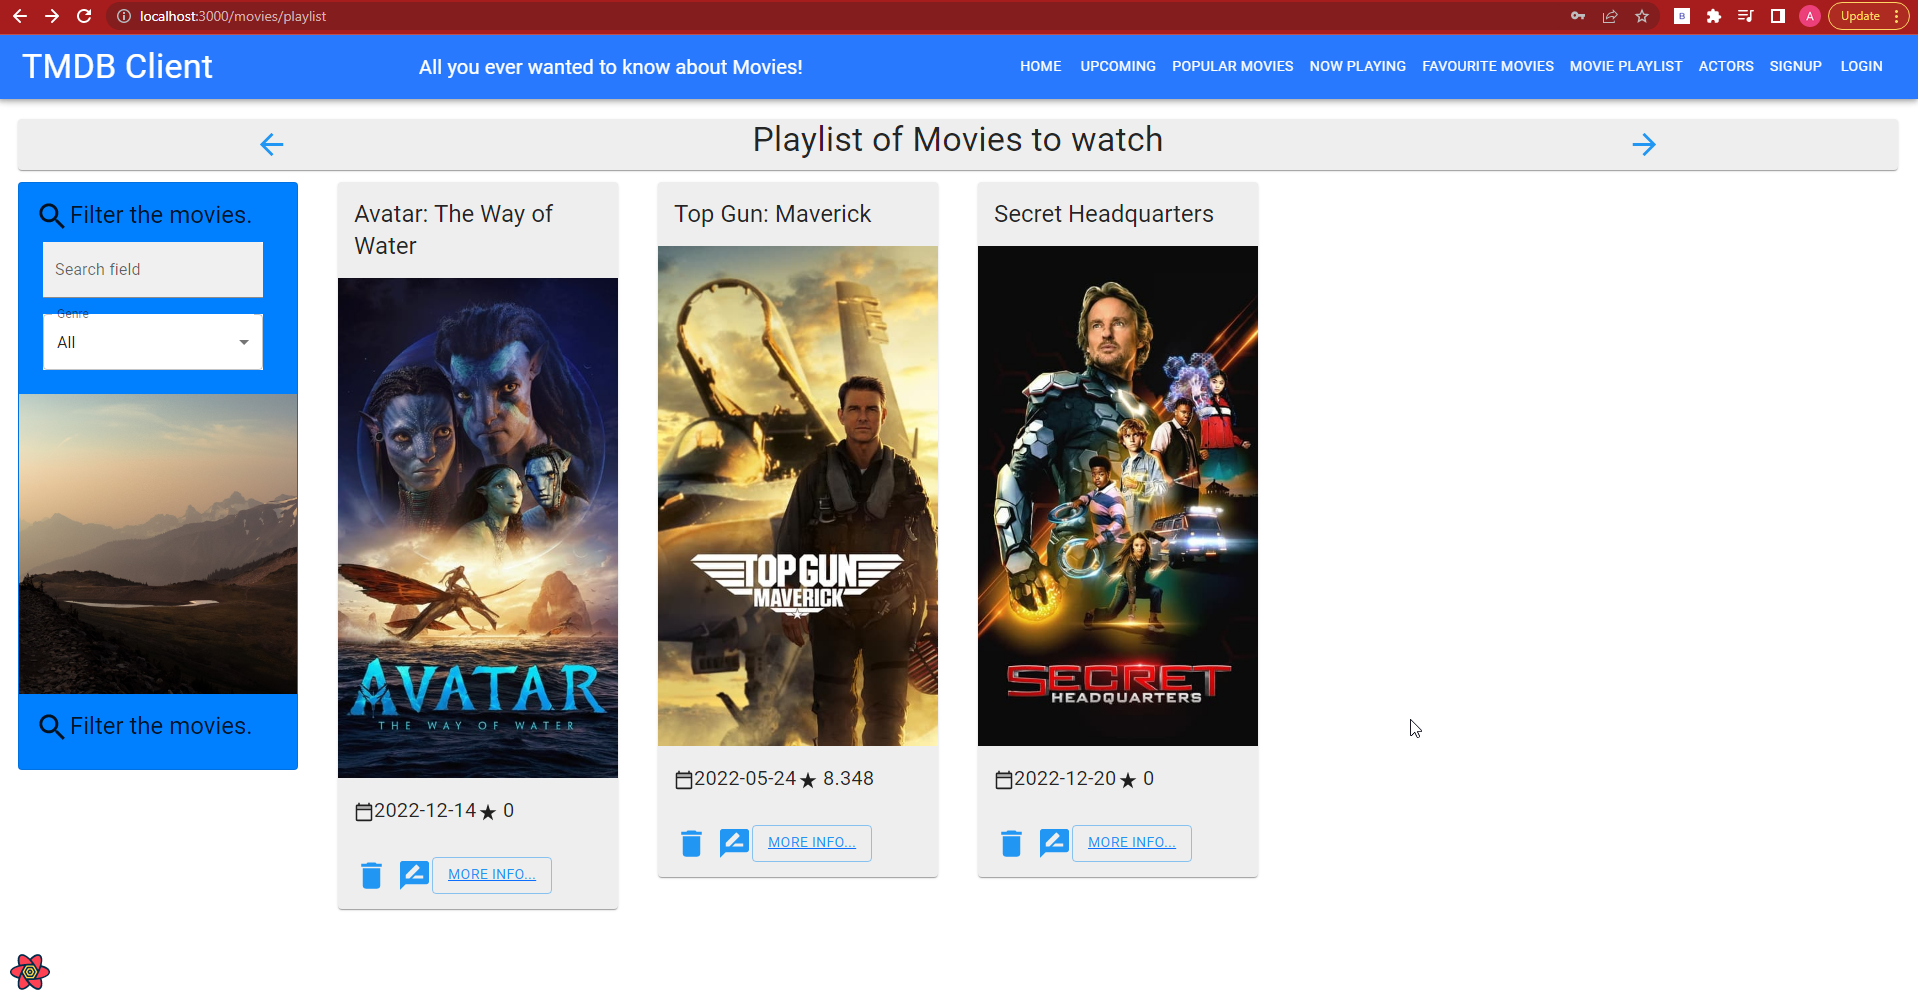 localhost:3000/movies/playlist
A
Update
B
TMDB Client
All you ever wanted to know about Movies!
HOME UPCOMING POPULAR MOVIES NOW PLAYING FAVOURITE MOVIES MOVIE PLAYLIST ACTORS SIGNUP LOGIN
Playlist of Movies to watch
Filter the movies.
Search field
Genre
All
Filter the movies.
Avatar: The Way of
Water
AVATAR
THE WAY OF WATER
2022-12-14 0
MORE INFO...
Top Gun: Maverick
TOP GUN
MAVERICK
2022-05-24 8.348
MORE INFO...
Secret Headquarters
SECRET
HEADQUARTERS
2022-12-20 0
MORE INFO...